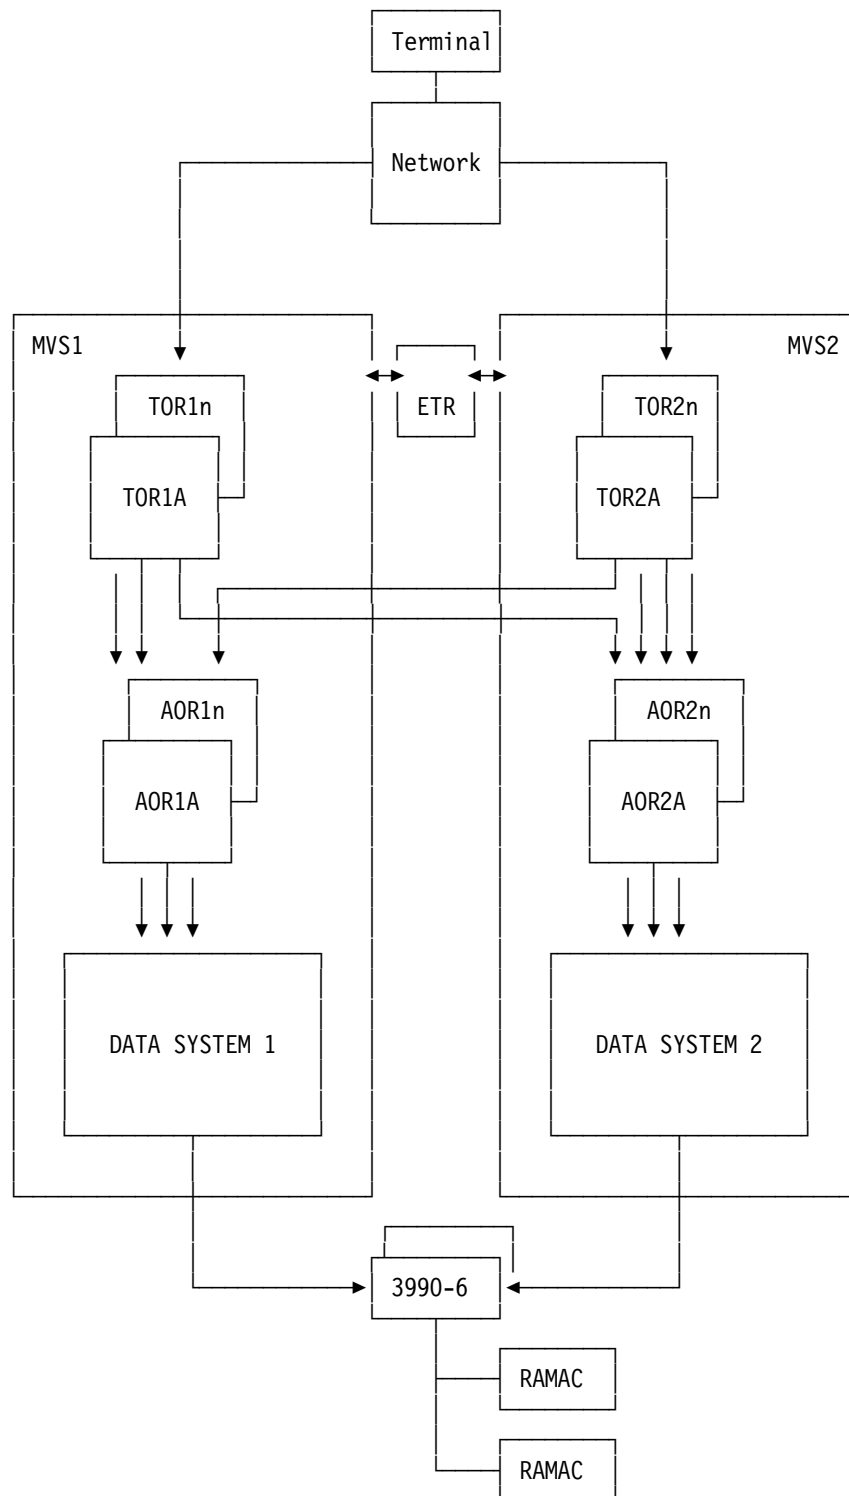 Terminal
Network
MVS1
MVS2
ETR
TOR1n
TOR2n
TOR1A
TOR2A
AOR1n
AOR2n
AOR1A
AOR2A
DATA SYSTEM 1
DATA SYSTEM 2
3990-6
RAMAC
RAMAC